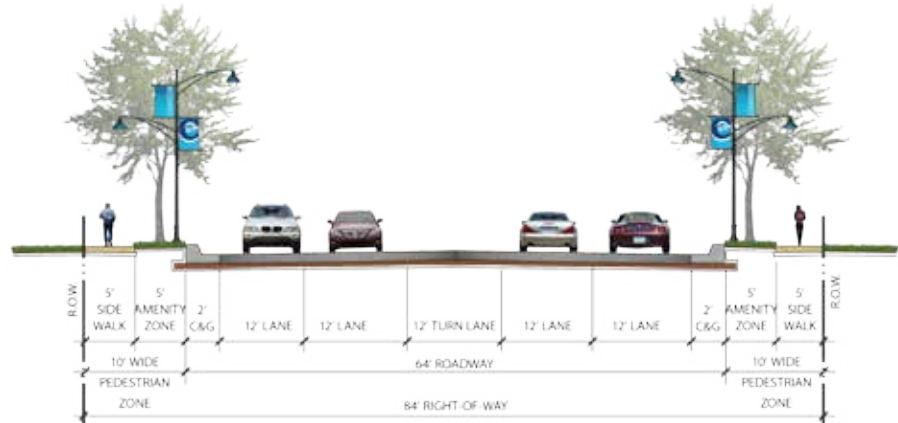 R.O.W.
5'
SIDE
WALK
5'
AMENITY
ZONE
2'
C&G
12' LANE
12' LANE
12' TURN LANE
12' LANE
12' LANE
2'
C&G
5'
AMENITY
ZONE
5'
SIDE
WALK
R.O.W.
10' WIDE
PEDESTRIAN
ZONE
64' ROADWAY
10' WIDE
PEDESTRIAN
ZONE
84' RIGHT-OF-WAY